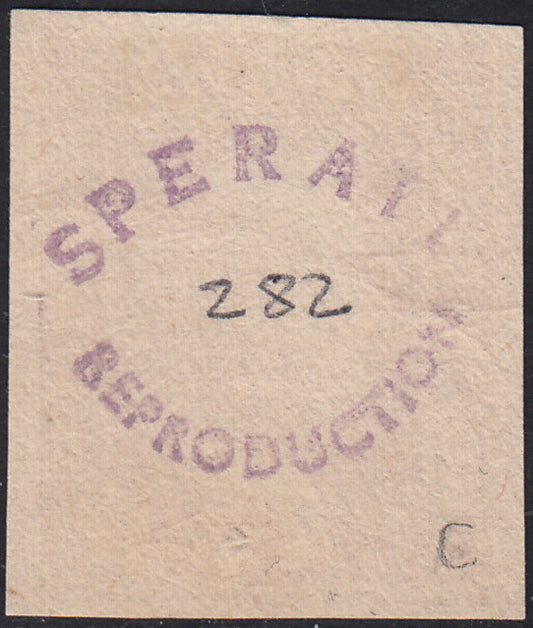 SPERATI
282
REPRODUCTION
C